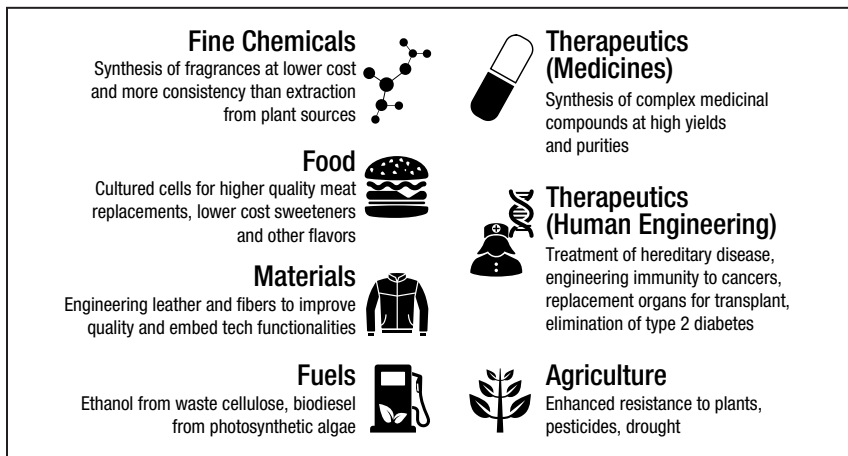 Fine Chemicals
Synthesis of fragrances at lower cost
and more consistency than extraction
from plant sources
Food
Cultured cells for higher quality meat
replacements, lower cost sweeteners
and other flavors
Materials
Engineering leather and fibers to improve
quality and embed tech functionalities
Fuels
Ethanol from waste cellulose, biodiesel
from photosynthetic algae
Therapeutics
(Medicines)
Synthesis of complex medicinal
compounds at high yields
and purities
Therapeutics
(Human Engineering)
Treatment of hereditary disease,
engineering immunity to cancers,
replacement organs for transplant,
elimination of type 2 diabetes
Agriculture
Enhanced resistance to plants,
pesticides, drought